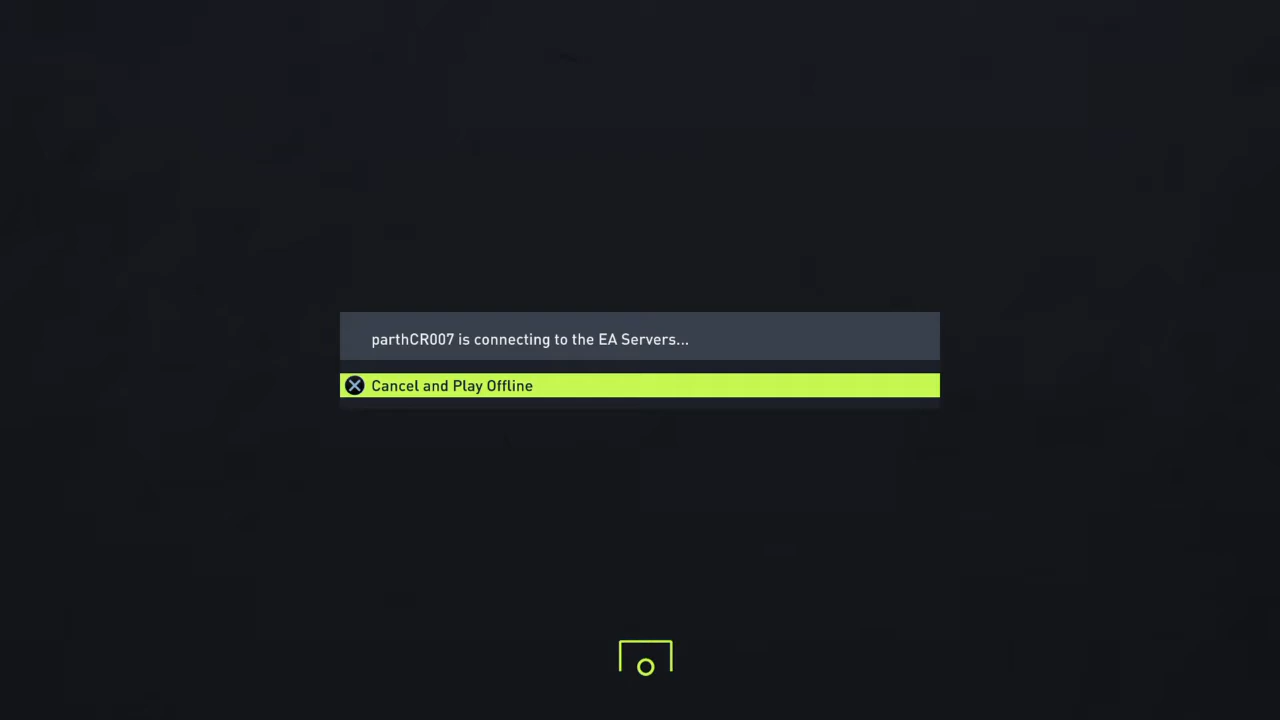 parthCR007 is connecting to the EA Servers...
Cancel and Play Offline